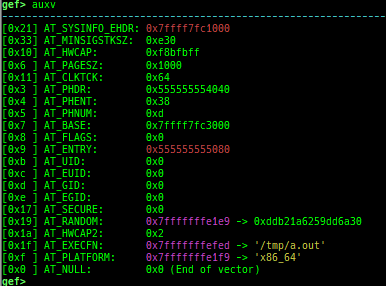 gef> auxv
[0x21] AT_SYSINFO_EHDR: 0x7ffff7fc1000
[0x33] AT_MINSIGSTKSZ: 0xe30
[0x10] AT_HWCAP: 0xf8bfbff
[0x6 ] AT_PAGESZ: 0x1000
[0x11] AT_CLKTCK: 0x64
[0x3 ] AT_PHDR: 0x555555554040
[0x4 ] AT_PHENT: 0x38
[0x5 ] AT_PHNUM: 0xd
[0x7 ] AT_BASE: 0x7ffff7fc3000
[0x8 ] AT_FLAGS: 0x0
[0x9 ] AT_ENTRY: 0x555555555080
[0xb ] AT_UID: 0x0
[0xc ] AT_EUID: 0x0
[0xd ] AT_GID: 0x0
[0xe ] AT_EGID: 0x0
[0x17] AT_SECURE: 0x0
[0x19] AT_RANDOM: 0x7fffffffe1e9 -> 0xddb21a6259dd6a30
[0x1a] AT_HWCAP2: 0x2
[0x1f] AT_EXECFN: 0x7fffffffefed -> '/tmp/a.out'
[0xf ] AT_PLATFORM: 0x7fffffffe1f9 -> 'x86_64'
[0x0 ] AT_NULL: 0x0 (End of vector)
gef>